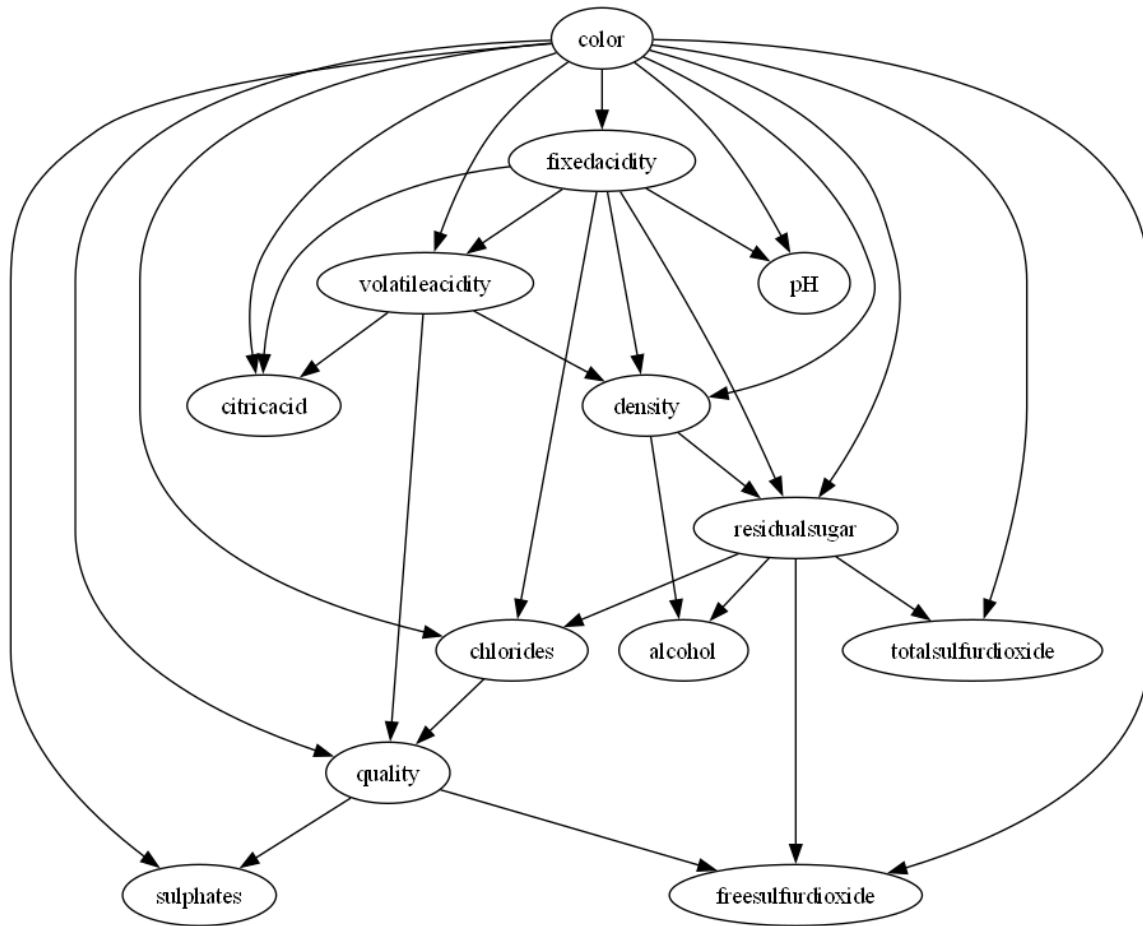 color
fixedacidity
volatileacidity
pH
citricacid
density
residualsugar
chlorides
alcohol
totalsulfurdioxide
quality
sulphates
freesulfurdioxide